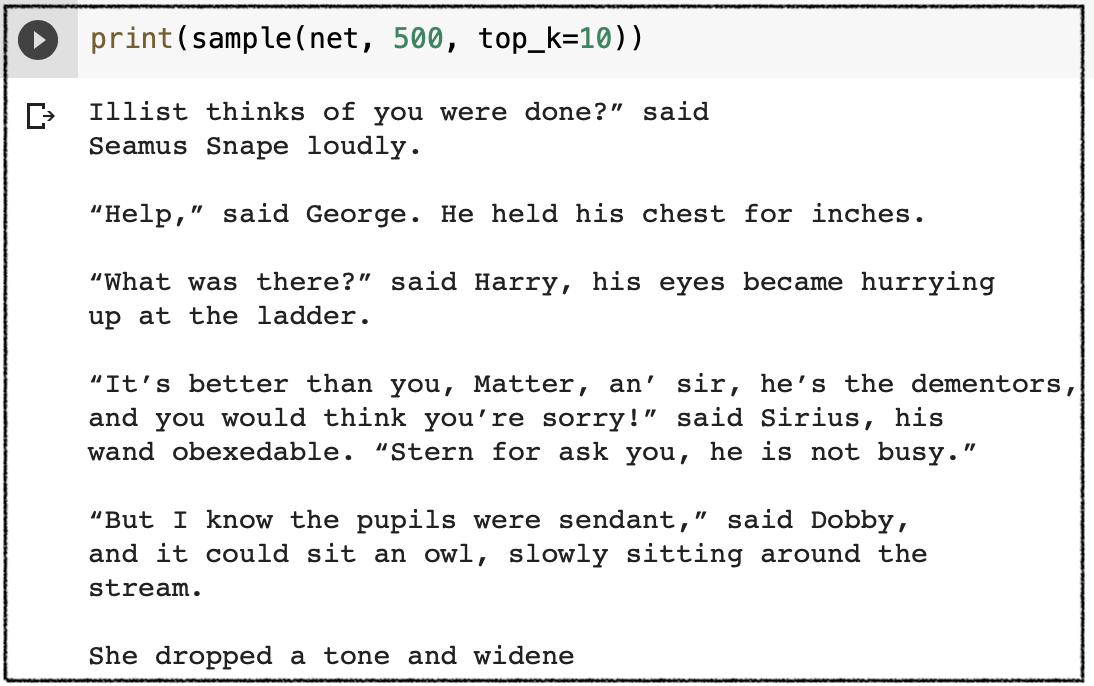 print(sample(net, 500, top_k=10))
Illist thinks of you were done?” said
Seamus Snape loudly.
“Help,” said George. He held his chest for inches.
“What was there?” said Harry, his eyes became hurrying
up at the ladder.
“It’s better than you, Matter, an’ sir, he’s the dementors,
and you would think you’re sorry!” said Sirius, his
wand obexedable. “Stern for ask you, he is not busy.”
“But I know the pupils were sendant,” said Dobby,
and it could sit an owl, slowly sitting around the
stream.
She dropped a tone and widene